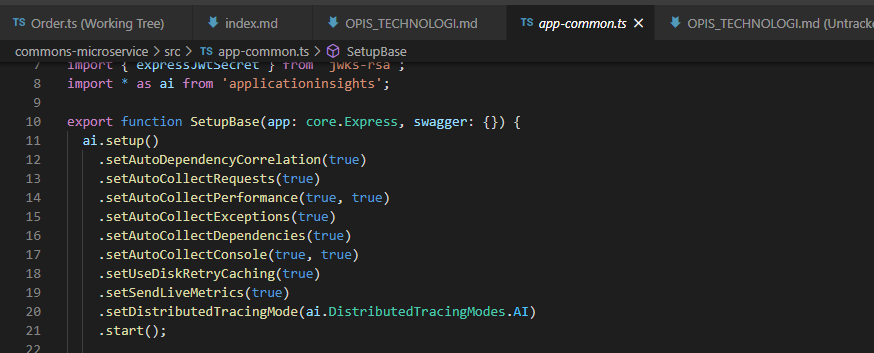 TS Order.ts (Working Tree) index.md OPIS_TECHNOLOGI.md TS app-common.ts × OPIS_TECHNOLOGI.md (Untracke
commons-microservice > src > TS app-common.ts > SetupBase
7 import { expressJwtSecret } from 'jwks-rsa';
8 import * as ai from 'applicationinsights';
9
10 export function SetupBase(app: core.Express, swagger: {}) {
11 ai.setup()
12 .setAutoDependencyCorrelation(true)
13 .setAutoCollectRequests(true)
14 .setAutoCollectPerformance(true, true)
15 .setAutoCollectExceptions(true)
16 .setAutoCollectDependencies(true)
17 .setAutoCollectConsole(true, true)
18 .setUseDiskRetryCaching(true)
19 .setSendLiveMetrics(true)
20 .setDistributedTracingMode(ai.DistributedTracingModes.AI)
21 .start();
22